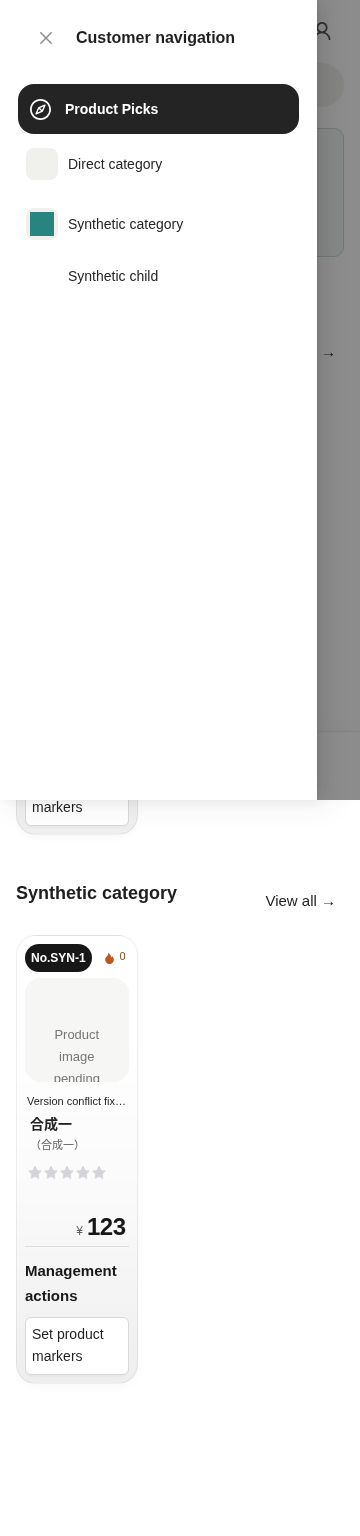 Customer navigation
Product Picks
Direct category
Synthetic category
Synthetic child
→
markers
Synthetic category
View all →
No.SYN-1
0
Product
image
pending
Version conflict fix…
合成一
（合成一）
¥ 123
Management
actions
Set product
markers